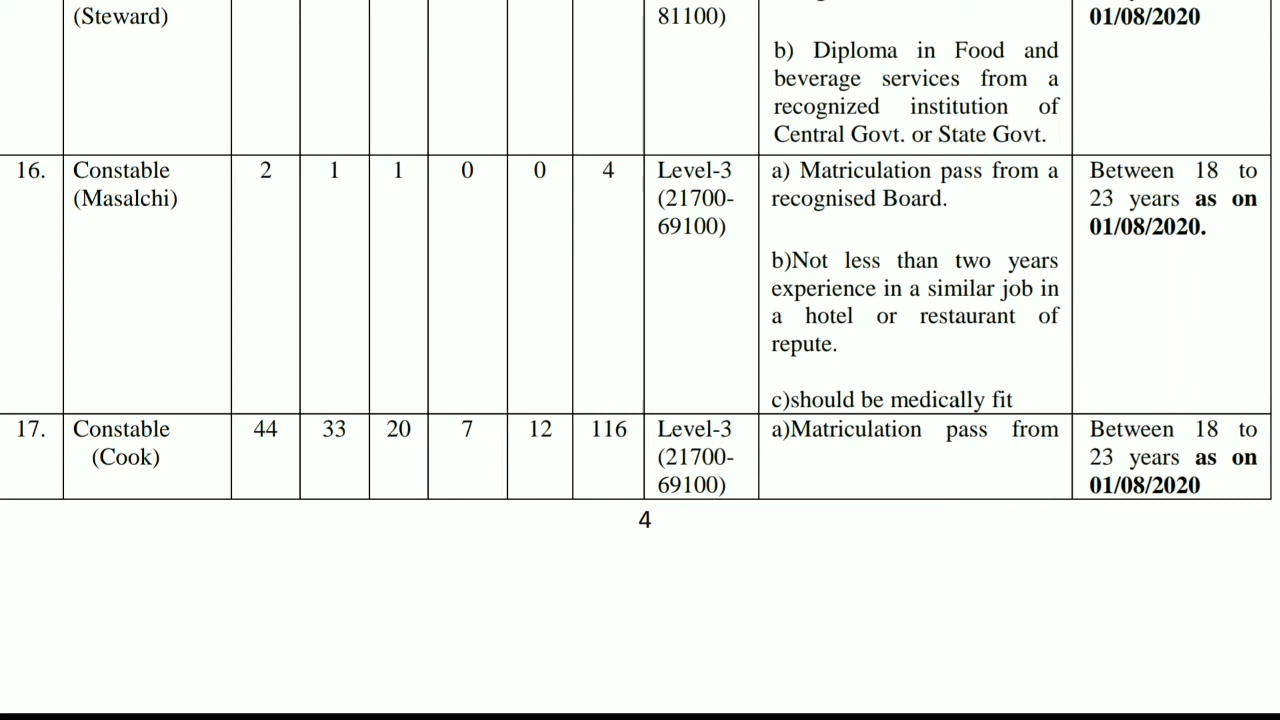 (Steward) 81100) 01/08/2020
b) Diploma in Food and
beverage services from a
recognized institution of
Central Govt. or State Govt.
16. Constable 2 1 1 0 0 4 Level-3 a) Matriculation pass from a Between 18 to
(Masalchi) (21700- recognised Board. 23 years as on
69100) 01/08/2020.
b)Not less than two years
experience in a similar job in
a hotel or restaurant of
repute.
c)should be medically fit
17. Constable 44 33 20 7 12 116 Level-3 a)Matriculation pass from Between 18 to
(Cook) (21700- 23 years as on
69100) 01/08/2020
4